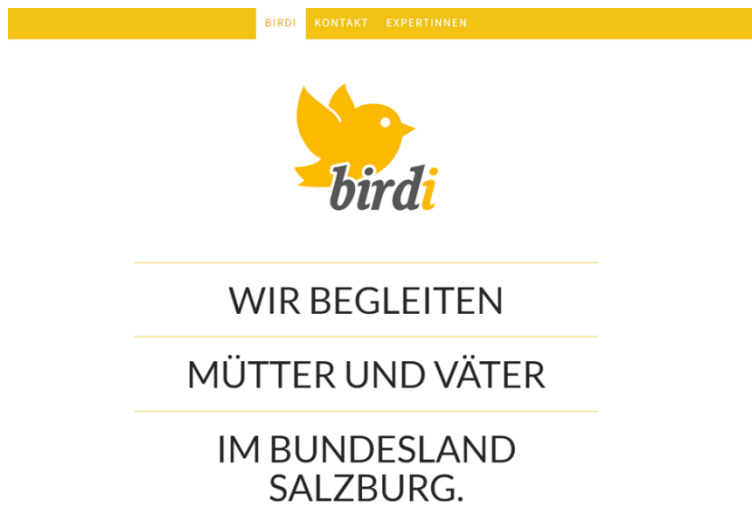 BIRDI KONTAKT EXPERTINNEN
birdi
WIR BEGLEITEN
MÜTTER UND VÄTER
IM BUNDESLAND
SALZBURG.